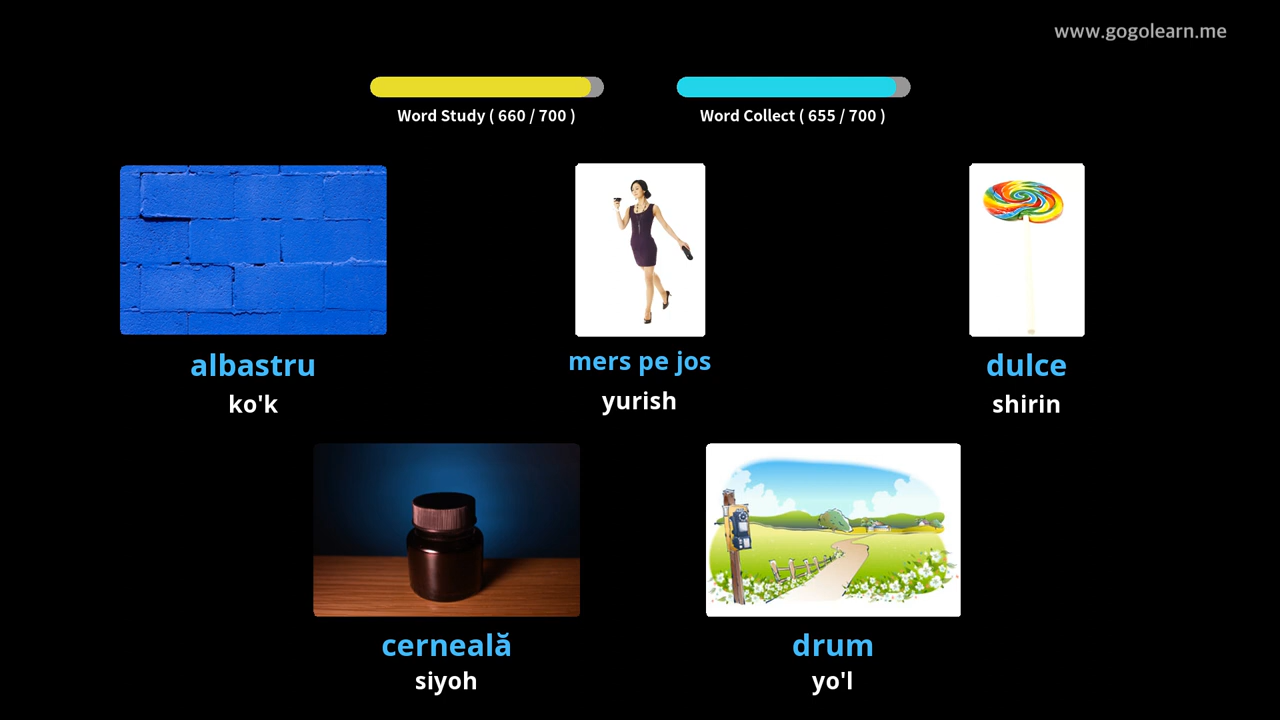 www.gogolearn.me
Word Study ( 660 / 700 )
Word Collect ( 655 / 700 )
albastru
ko'k
mers pe jos
yurish
dulce
shirin
cerneală
siyoh
drum
yo'l